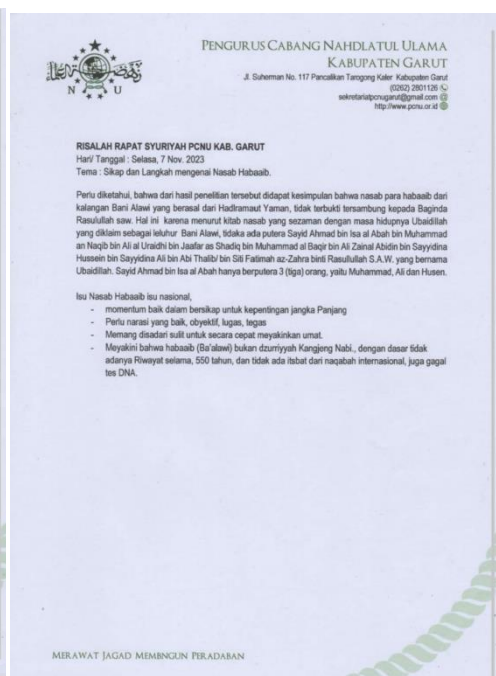 PENGURUS CABANG NAHDLATUL ULAMA
KABUPATEN GARUT
Jl. Suherman No. 117 Pancalikan Tarogong Kaler Kabupaten Garut
(0262) 2801126
sekretariatpcnugarut@gmail.com
http://www.pcnu.or.id
N U
RISALAH RAPAT SYURIYAH PCNU KAB. GARUT
Hari/ Tanggal : Selasa, 7 Nov. 2023
Tema : Sikap dan Langkah mengenai Nasab Habaaib.
Perlu diketahui, bahwa dari hasil penelitian tersebut didapat kesimpulan bahwa nasab para habaaib dari
kalangan Bani Alawi yang berasal dari Hadlramaut Yaman, tidak terbukti tersambung kepada Baginda
Rasulullah saw. Hal ini karena menurut kitab nasab yang sezaman dengan masa hidupnya Ubaidillah
yang diklaim sebagai leluhur Bani Alawi, tidaka ada putera Sayid Ahmad bin Isa al Abah bin Muhammad
an Naqib bin Ali al Uraidhi bin Jaafar as Shadiq bin Muhammad al Baqir bin Ali Zainal Abidin bin Sayyidina
Hussein bin Sayyidina Ali bin Abi Thalib/ bin Siti Fatimah az-Zahra binti Rasulullah S.A.W. yang bernama
Ubaidillah. Sayid Ahmad bin Isa al Abah hanya berputera 3 (tiga) orang, yaitu Muhammad, Ali dan Husen.
Isu Nasab Habaaib isu nasional,
- momentum baik dalam bersikap untuk kepentingan jangka Panjang
- Perlu narasi yang baik, obyektif, lugas, tegas
- Memang disadari sulit untuk secara cepat meyakinkan umat.
- Meyakini bahwa habaaib (Ba'alawi) bukan dzurriyyah Kangjeng Nabi., dengan dasar tidak
adanya Riwayat selama, 550 tahun, dan tidak ada itsbat dari naqabah internasional, juga gagal
tes DNA.
MERAWAT JAGAD MEMBNGUN PERADABAN